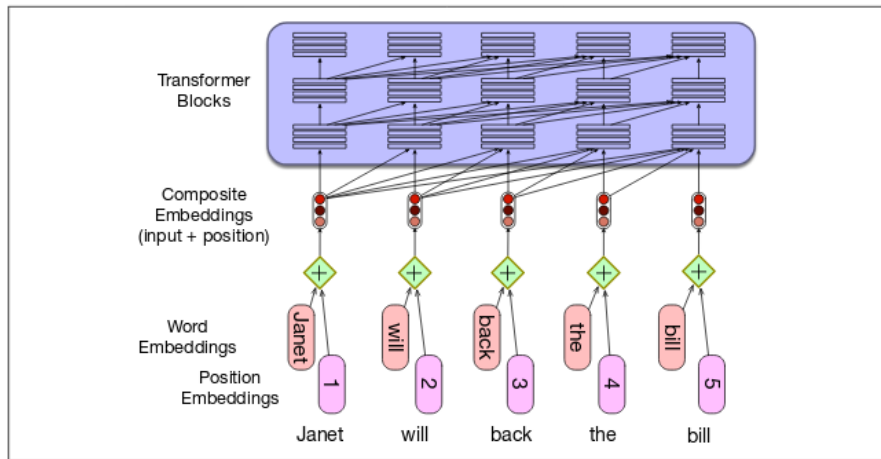 Transformer
Blocks
Composite
Embeddings
(input + position)
Word
Embeddings
Janet
will
back
the
bill
Position
Embeddings
1
2
3
4
5
Janet will back the bill